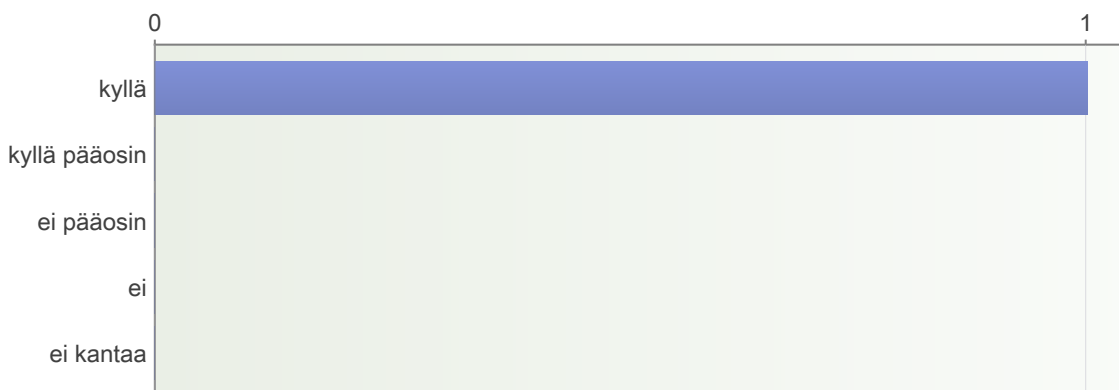 0 1
kyllä
kyllä pääosin
ei pääosin
ei
ei kantaa